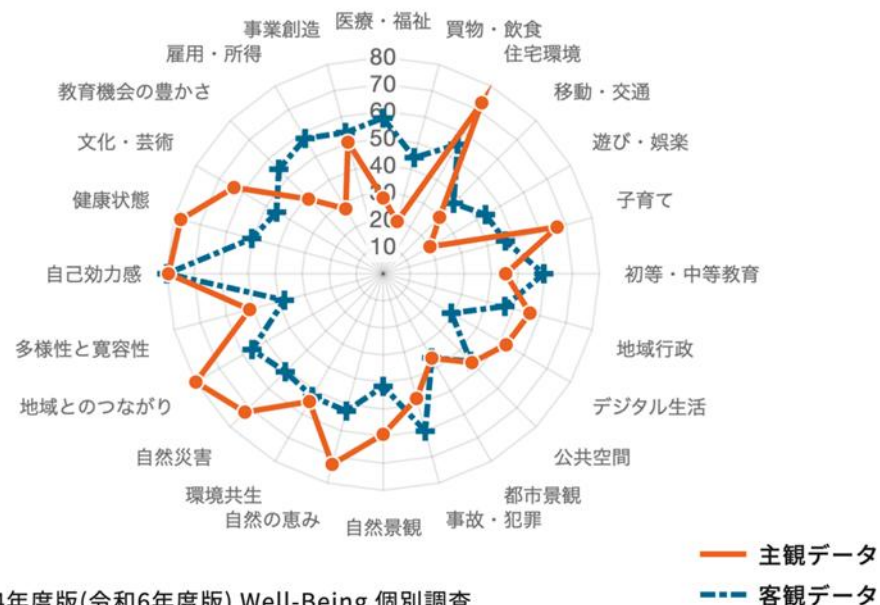 医療・福祉
買物・飲食
住宅環境
移動・交通
遊び・娯楽
子育て
初等・中等教育
地域行政
デジタル生活
公共空間
都市景観
事故・犯罪
自然景観
自然の恵み
環境共生
自然災害
地域とのつながり
多様性と寛容性
自己効力感
健康状態
文化・芸術
教育機会の豊かさ
雇用・所得
事業創造
80
70
60
50
40
30
20
10
主観データ
客観データ
年度版(令和6年度版) Well-Being 個別調査